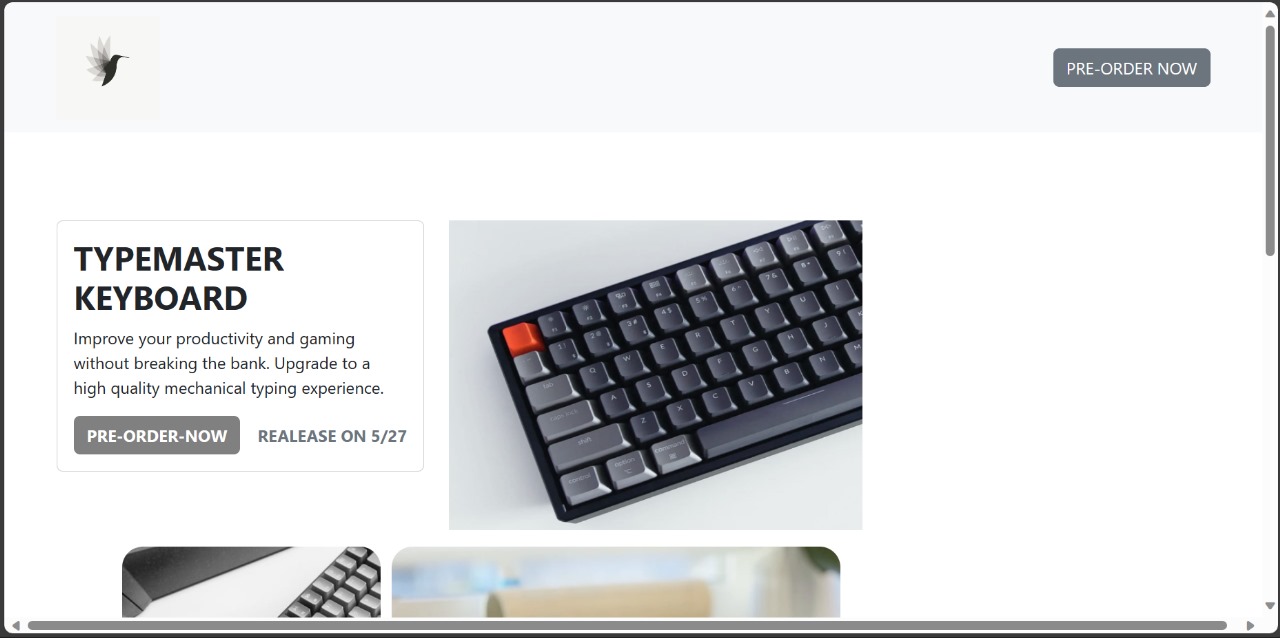 PRE-ORDER NOW
TYPEMASTER
KEYBOARD
Improve your productivity and gaming
without breaking the bank. Upgrade to a
high quality mechanical typing experience.
PRE-ORDER-NOW REALEASE ON 5/27